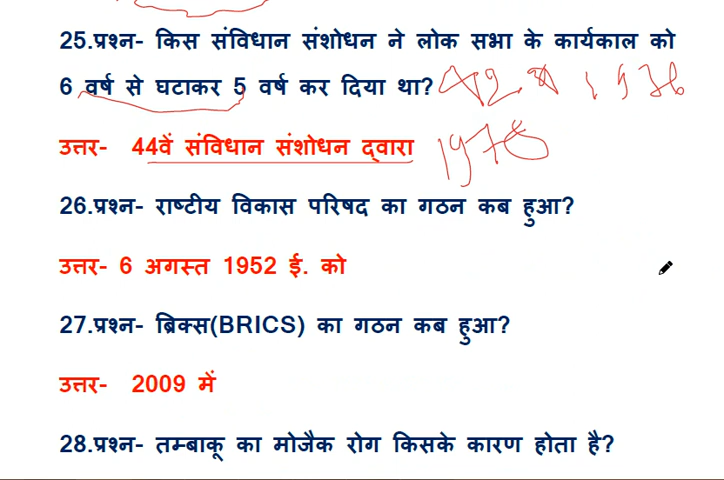 25.प्रश्न- किस संविधान संशोधन ने लोक सभा के कार्यकाल को
6 वर्ष से घटाकर 5 वर्ष कर दिया था? 42 1976
उत्तर- 44वें संविधान संशोधन द्वारा 1978
26.प्रश्न- राष्टीय विकास परिषद का गठन कब हुआ?
उत्तर- 6 अगस्त 1952 ई. को
27.प्रश्न- ब्रिक्स(BRICS) का गठन कब हुआ?
उत्तर- 2009 में
28.प्रश्न- तम्बाकू का मोजैक रोग किसके कारण होता है?